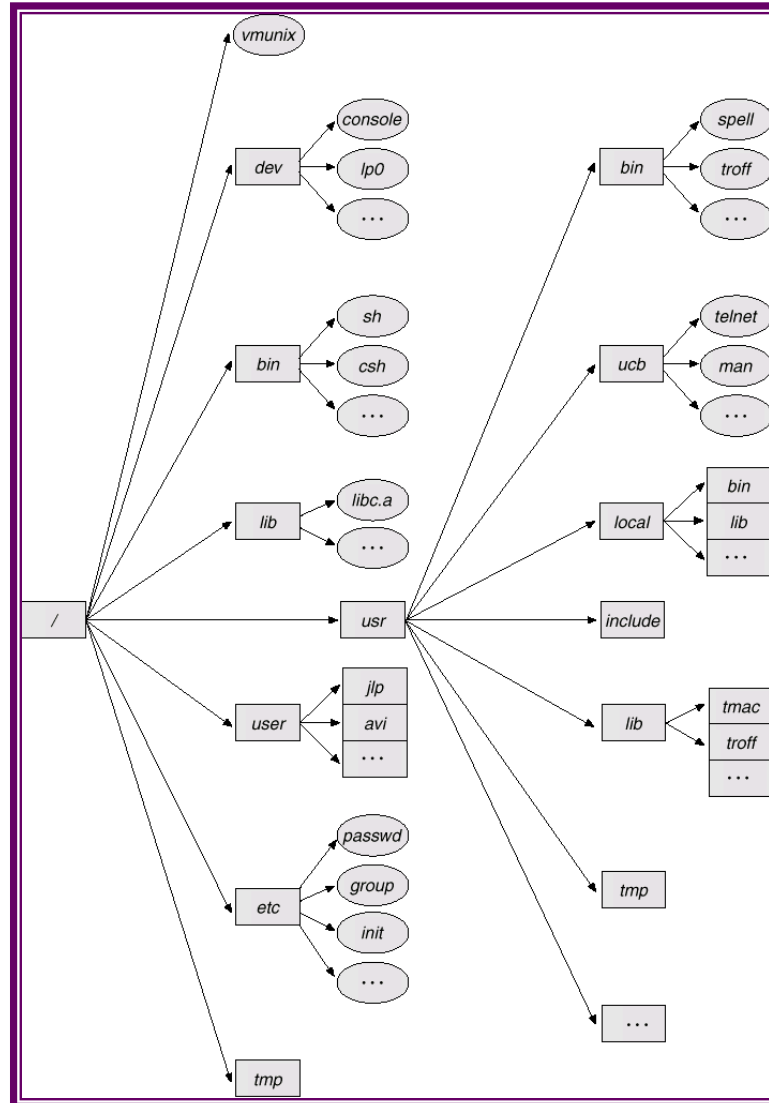 vmunix
console
dev
lp0
...
sh
bin
csh
...
libc.a
lib
...
/
usr
jlp
user
avi
...
passwd
group
etc
init
...
tmp
spell
bin
troff
...
telnet
ucb
man
...
bin
local
lib
...
include
tmac
lib
troff
...
tmp
...